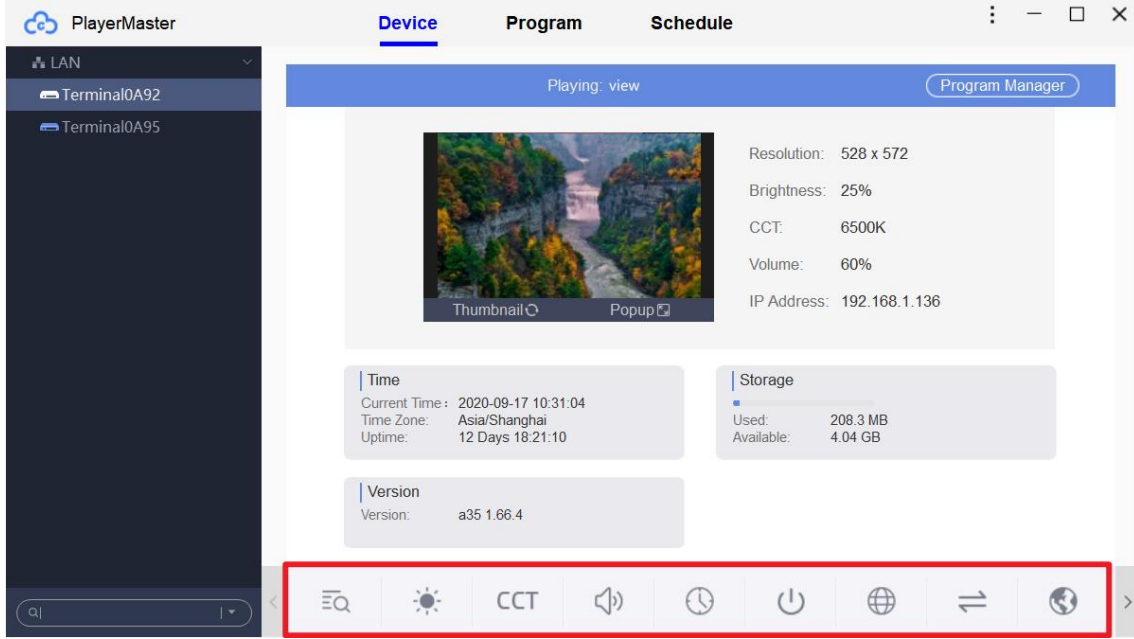 PlayerMaster
Device Program Schedule
LAN
Terminal0A92
Terminal0A95
Playing: view
Program Manager
Resolution: 528 x 572
Brightness: 25%
CCT: 6500K
Volume: 60%
IP Address: 192.168.1.136
Thumbnail Popup
Time
Current Time: 2020-09-17 10:31:04
Time Zone: Asia/Shanghai
Uptime: 12 Days 18:21:10
Storage
Used: 208.3 MB
Available: 4.04 GB
Version
Version: a35 1.66.4
CCT